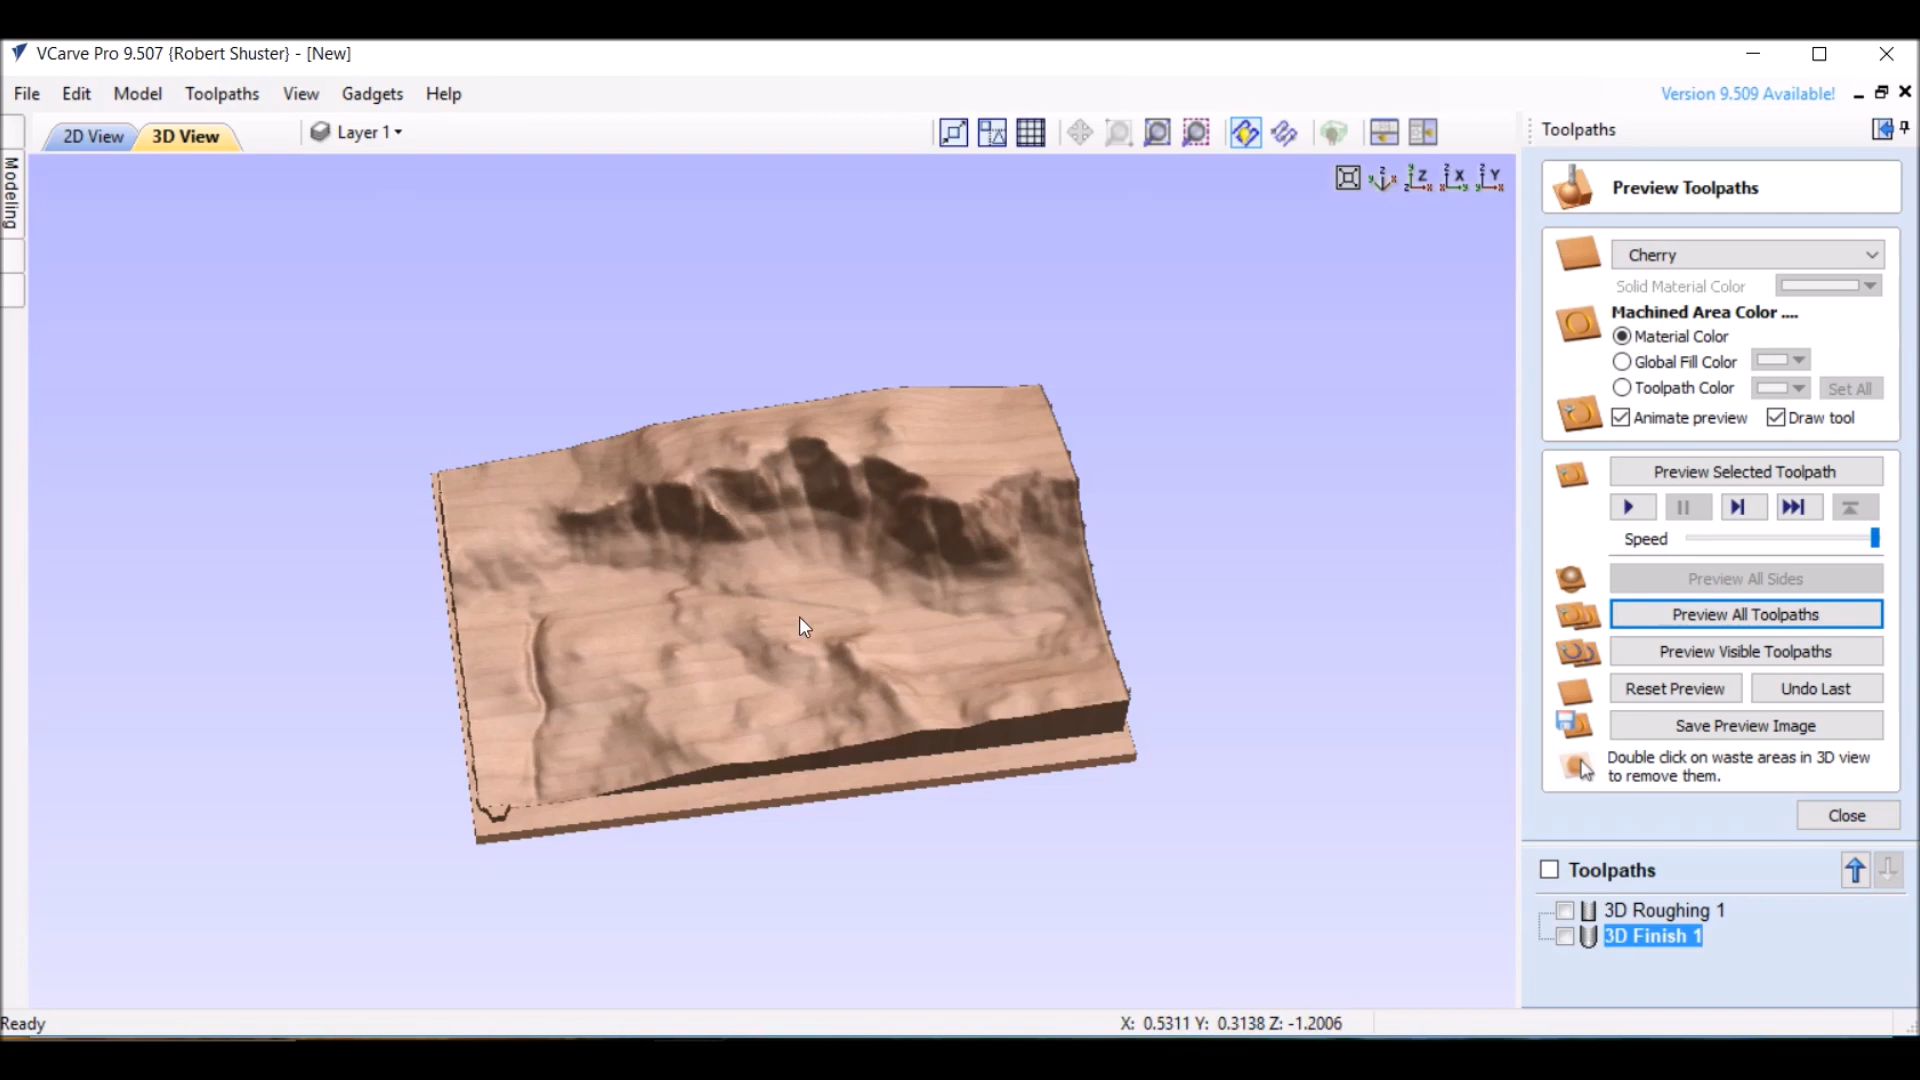 VCarve Pro 9.507 {Robert Shuster} - [New]
File Edit Model Toolpaths View Gadgets Help
Version 9.509 Available!
2D View
3D View
Layer 1
Modeling
Z
X
Y
Toolpaths
Preview Toolpaths
Cherry
Solid Material Color
Machined Area Color ....
Material Color
Global Fill Color
Toolpath Color
Set All
Animate preview
Draw tool
Preview Selected Toolpath
Speed
Preview All Sides
Preview All Toolpaths
Preview Visible Toolpaths
Reset Preview
Undo Last
Save Preview Image
Double click on waste areas in 3D view
to remove them.
Close
Toolpaths
3D Roughing 1
3D Finish 1
Ready
X: 0.5311 Y: 0.3138 Z: -1.2006